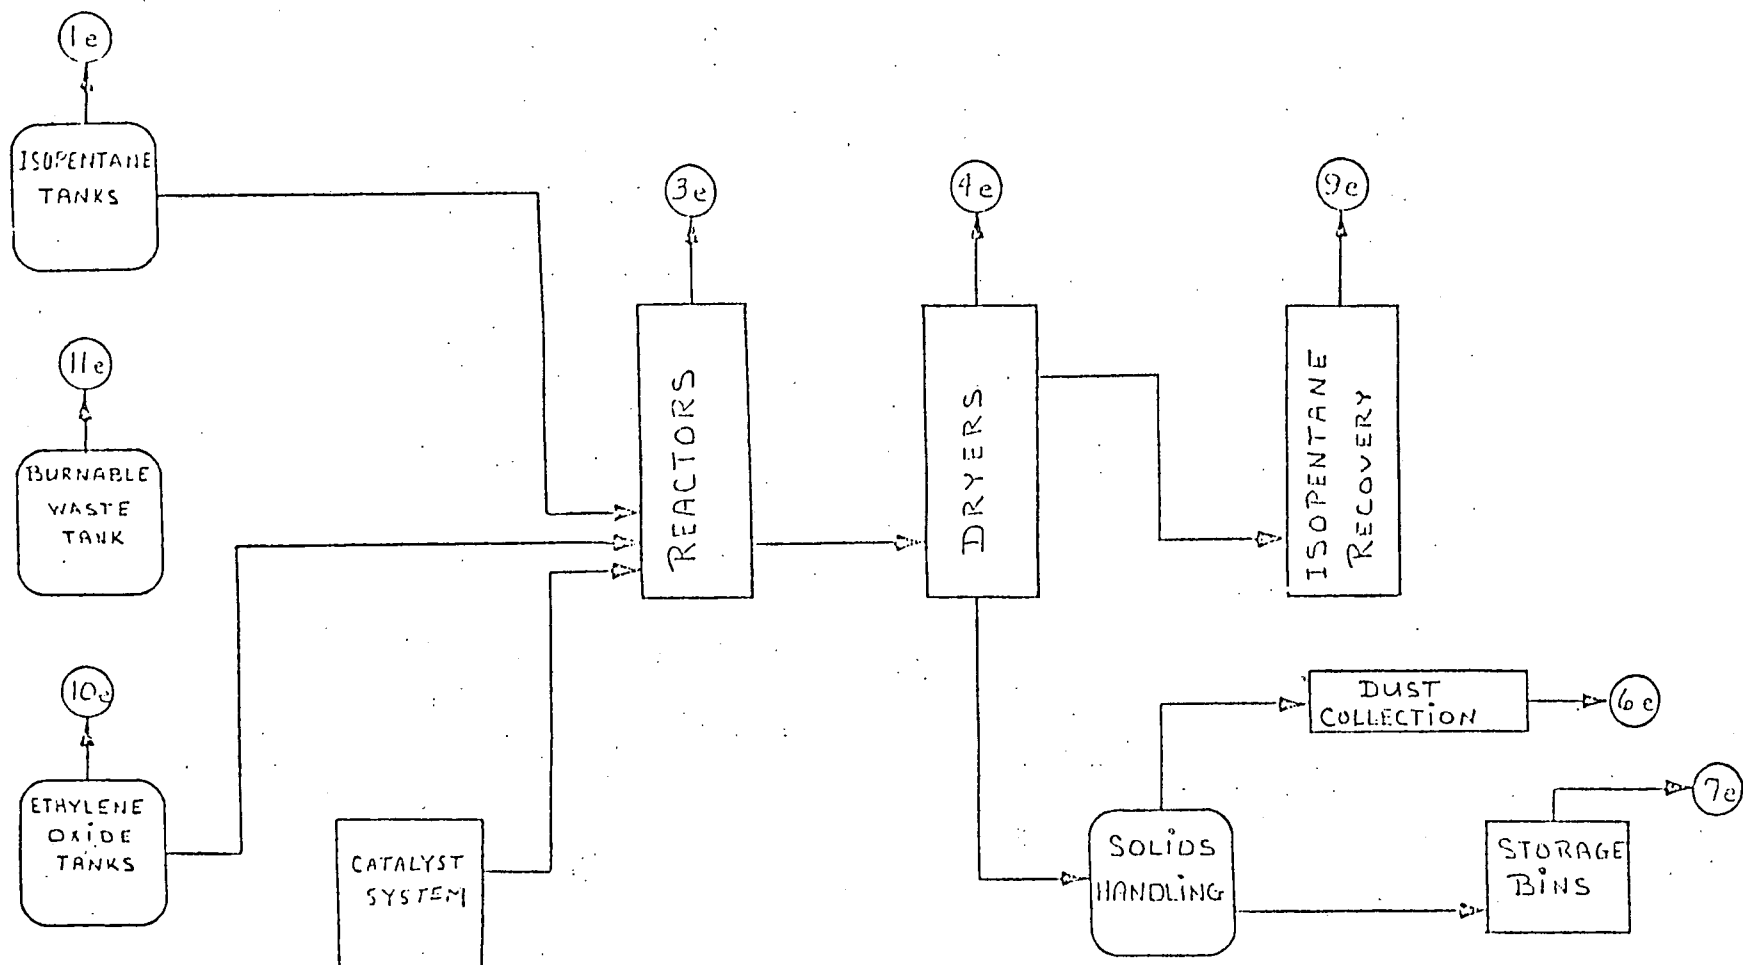 1e
ISOPENTANE
TANKS
3e
4e
9e
11e
BURNABLE
WASTE
TANK
REACTORS
DRYERS
ISOPENTANE
RECOVERY
10e
ETHYLENE
OXIDE
TANKS
CATALYST
SYSTEM
DUST
COLLECTION
6e
7e
SOLIDS
HANDLING
STORAGE
BINS